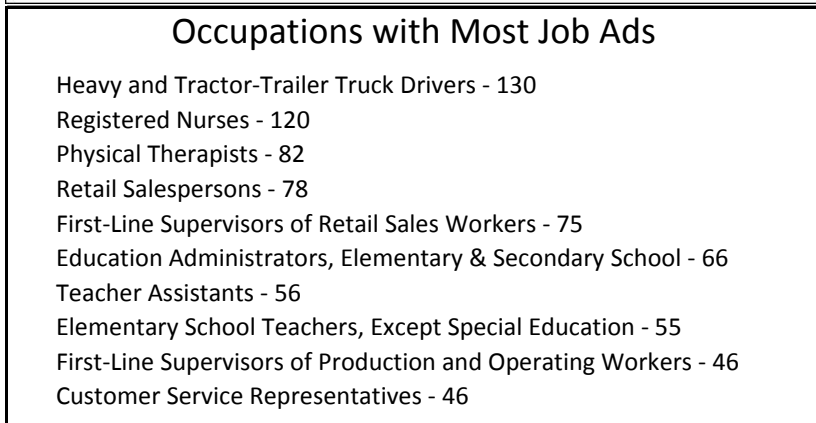 Occupations with Most Job Ads
Heavy and Tractor-Trailer Truck Drivers - 130
Registered Nurses - 120
Physical Therapists - 82
Retail Salespersons - 78
First-Line Supervisors of Retail Sales Workers - 75
Education Administrators, Elementary & Secondary School - 66
Teacher Assistants - 56
Elementary School Teachers, Except Special Education - 55
First-Line Supervisors of Production and Operating Workers - 46
Customer Service Representatives - 46